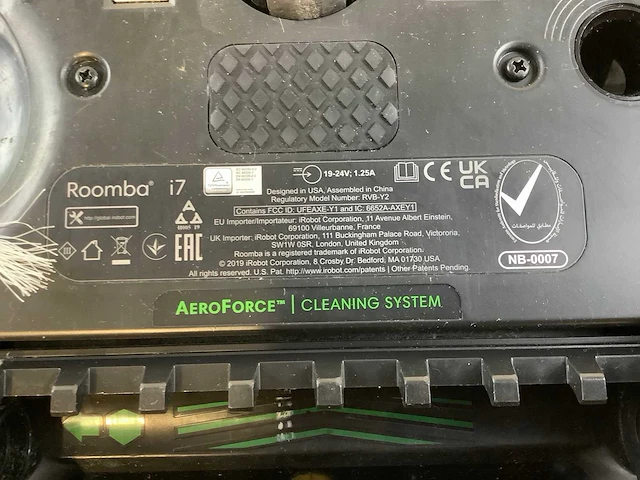 Roomba® i7
http://global.irobot.com
EAC
19-24V; 1.25A
CE UK CA
Designed in USA, Assembled in China
Regulatory Model Number: RVB-Y2
Contains FCC ID: UFEAXE-Y1 and IC: 6652A-AXEY1
EU Importer/Importateur: iRobot Corporation, 11 Avenue Albert Einstein,
69100 Villeurbanne, France
UK Importer: iRobot Corporation, 111 Buckingham Palace Road, Victoria,
SW1W 0SR, London, United Kingdom
Roomba is a registered trademark of iRobot Corporation.
© 2019 iRobot Corporation, 8 Crosby Dr. Bedford, MA 01730 USA
All rights reserved. U.S. Pat. http://www.irobot.com/patents | Other Patents Pending.
NB-0007
AEROFORCE™ | CLEANING SYSTEM